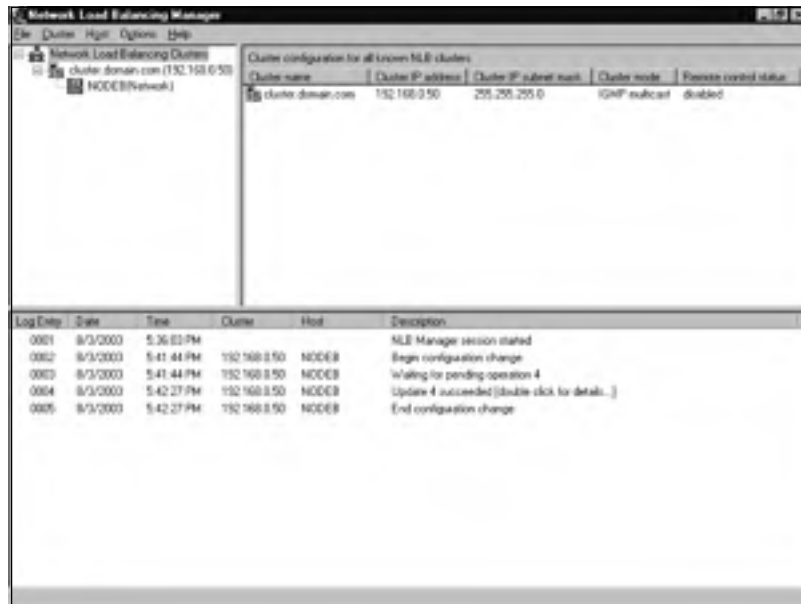 Network Load Balancing Manager
File Cluster Host Options Help
Network Load Balancing Clusters
cluster.domain.com (192.168.0.50)
NODEB(Network)
Cluster configuration for all known NLB clusters
Cluster name Cluster IP address Cluster IP subnet mask Cluster mode Remote control status
cluster.domain.com 192.168.0.50 255.255.255.0 IGMP multicast disabled
Log Entry Date Time Cluster Host Description
0001 8/3/2003 5:36:03 PM NLB Manager session started
0002 8/3/2003 5:41:44 PM 192.168.0.50 NODEB Begin configuration change
0003 8/3/2003 5:41:44 PM 192.168.0.50 NODEB Waiting for pending operation 4
0004 8/3/2003 5:42:27 PM 192.168.0.50 NODEB Update 4 succeeded [double click for details...]
0005 8/3/2003 5:42:27 PM 192.168.0.50 NODEB End configuration change